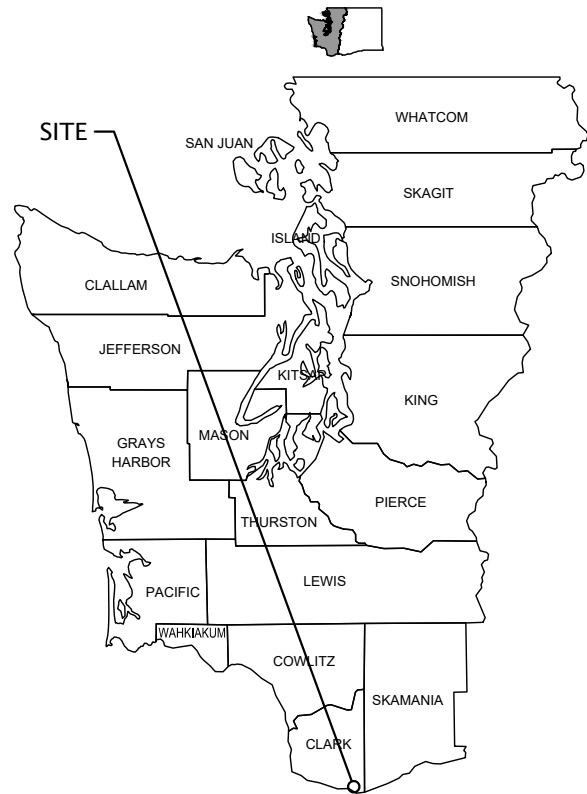 WHATCOM
SITE
SAN JUAN
SKAGIT
ISLAND
SNOHOMISH
CLALLAM
JEFFERSON
KITSAP
KING
MASON
GRAYS
HARBOR
PIERCE
THURSTON
LEWIS
PACIFIC
WAHKIAKUM
COWLITZ
SKAMANIA
CLARK